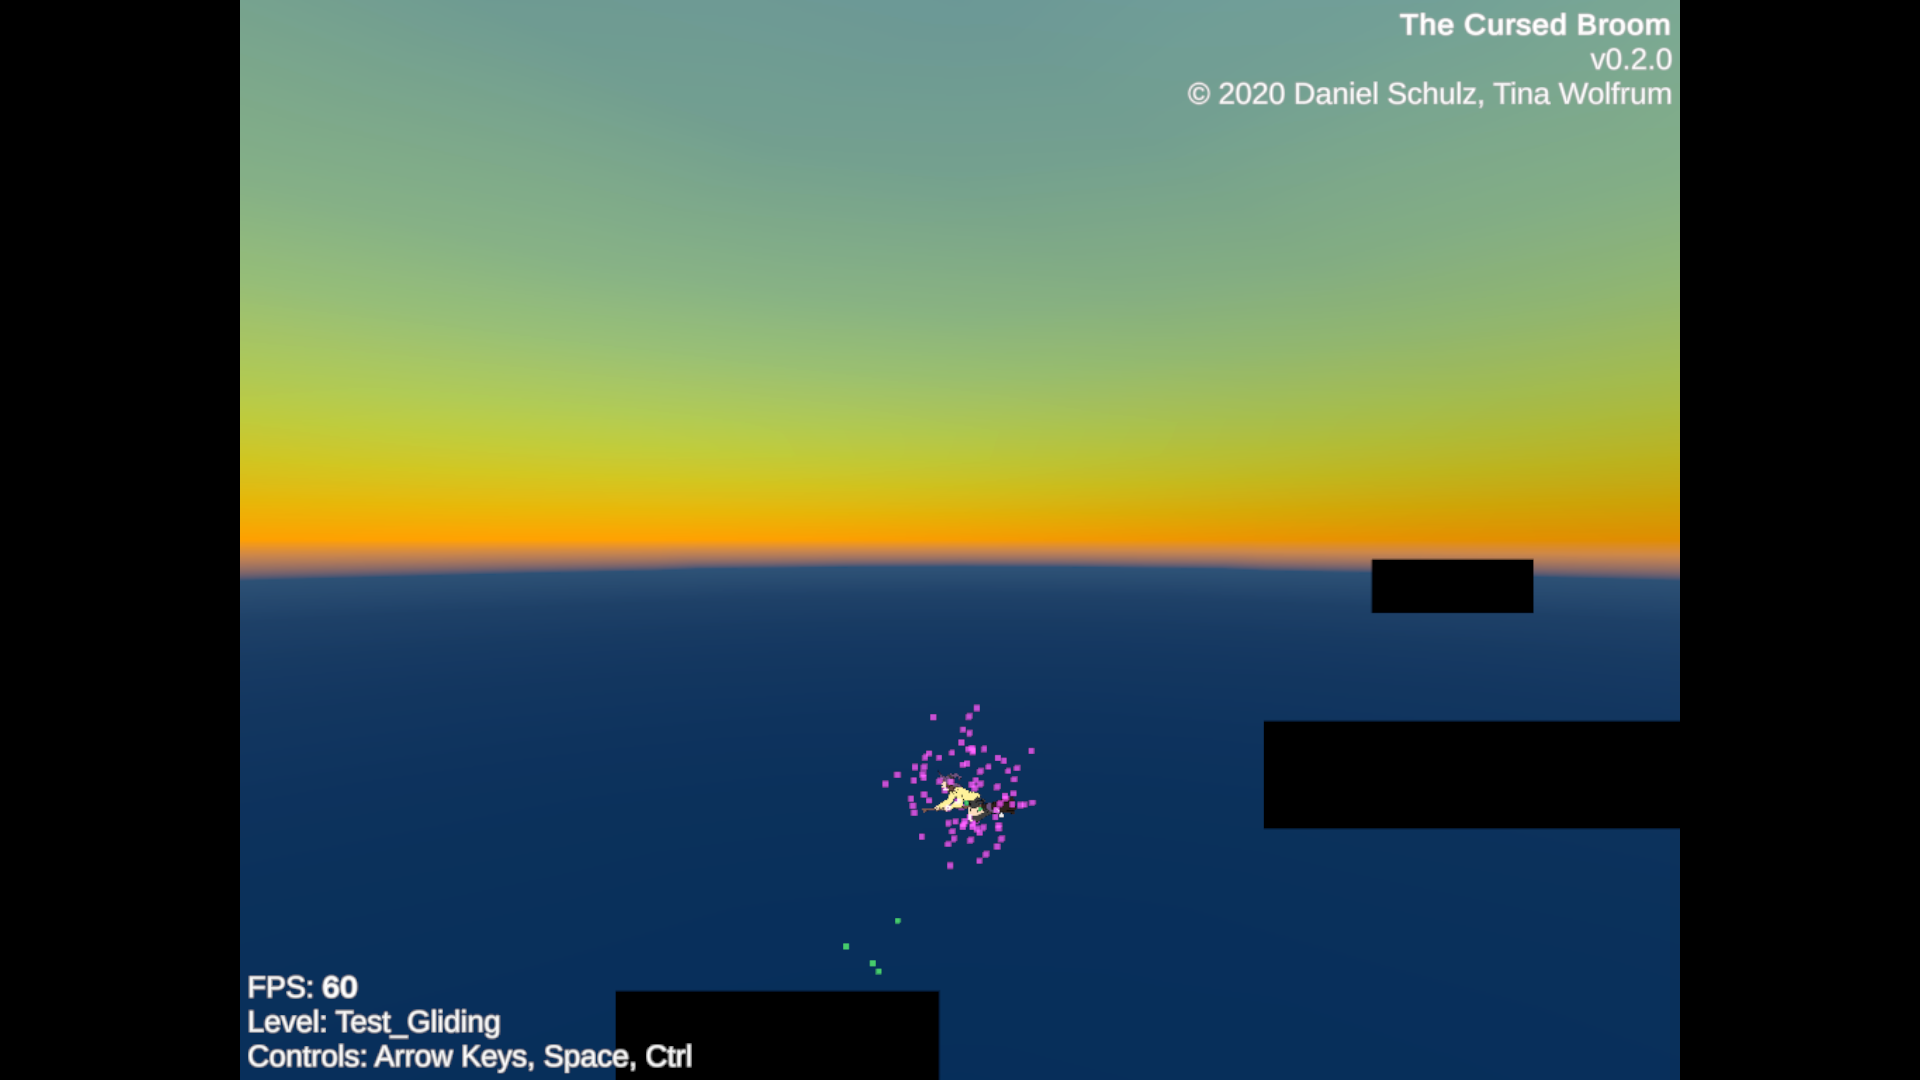 The Cursed Broom
v0.2.0
© 2020 Daniel Schulz, Tina Wolfrum
FPS: 60
Level: Test_Gliding
Controls: Arrow Keys, Space, Ctrl